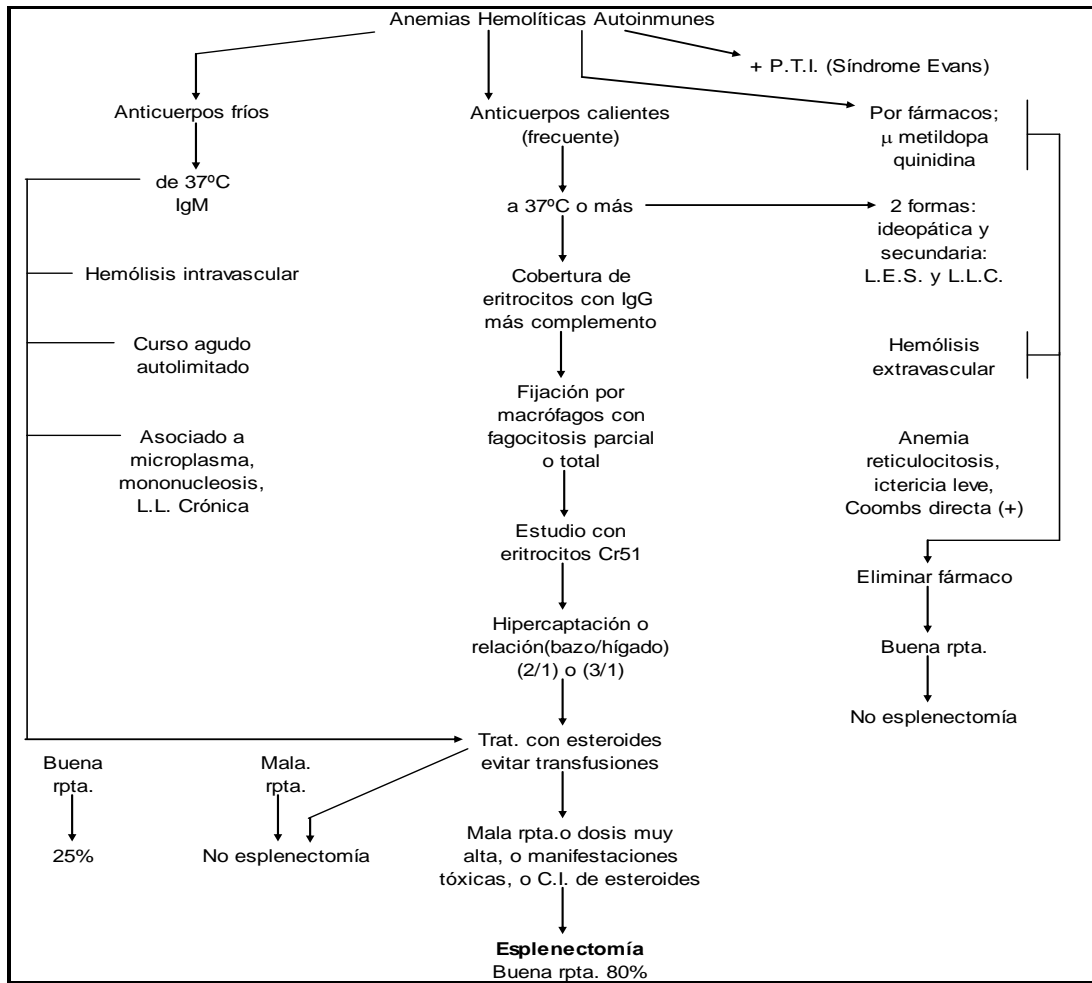 Anemias Hemolíticas Autoinmunes
+ P.T.I. (Síndrome Evans)
Anticuerpos fríos
de 37ºC
IgM
Hemólisis intravascular
Curso agudo
autolimitado
Asociado a
microplasma,
mononucleosis,
L.L. Crónica
Anticuerpos calientes
(frecuente)
a 37ºC o más
Cobertura de
eritrocitos con IgG
más complemento
Fijación por
macrófagos con
fagocitosis parcial
o total
Estudio con
eritrocitos Cr51
Hipercaptación o
relación(bazo/hígado)
(2/1) o (3/1)
Trat. con esteroides
evitar transfusiones
Buena
rpta.
25%
Mala.
rpta.
No esplenectomía
Mala rpta.o dosis muy
alta, o manifestaciones
tóxicas, o C.I. de esteroides
Esplenectomía
Buena rpta. 80%
Por fármacos;
μ metildopa
quinidina
2 formas:
ideopática y
secundaria:
L.E.S. y L.L.C.
Hemólisis
extravascular
Anemia
reticulocitosis,
ictericia leve,
Coombs directa (+)
Eliminar fármaco
Buena rpta.
No esplenectomía